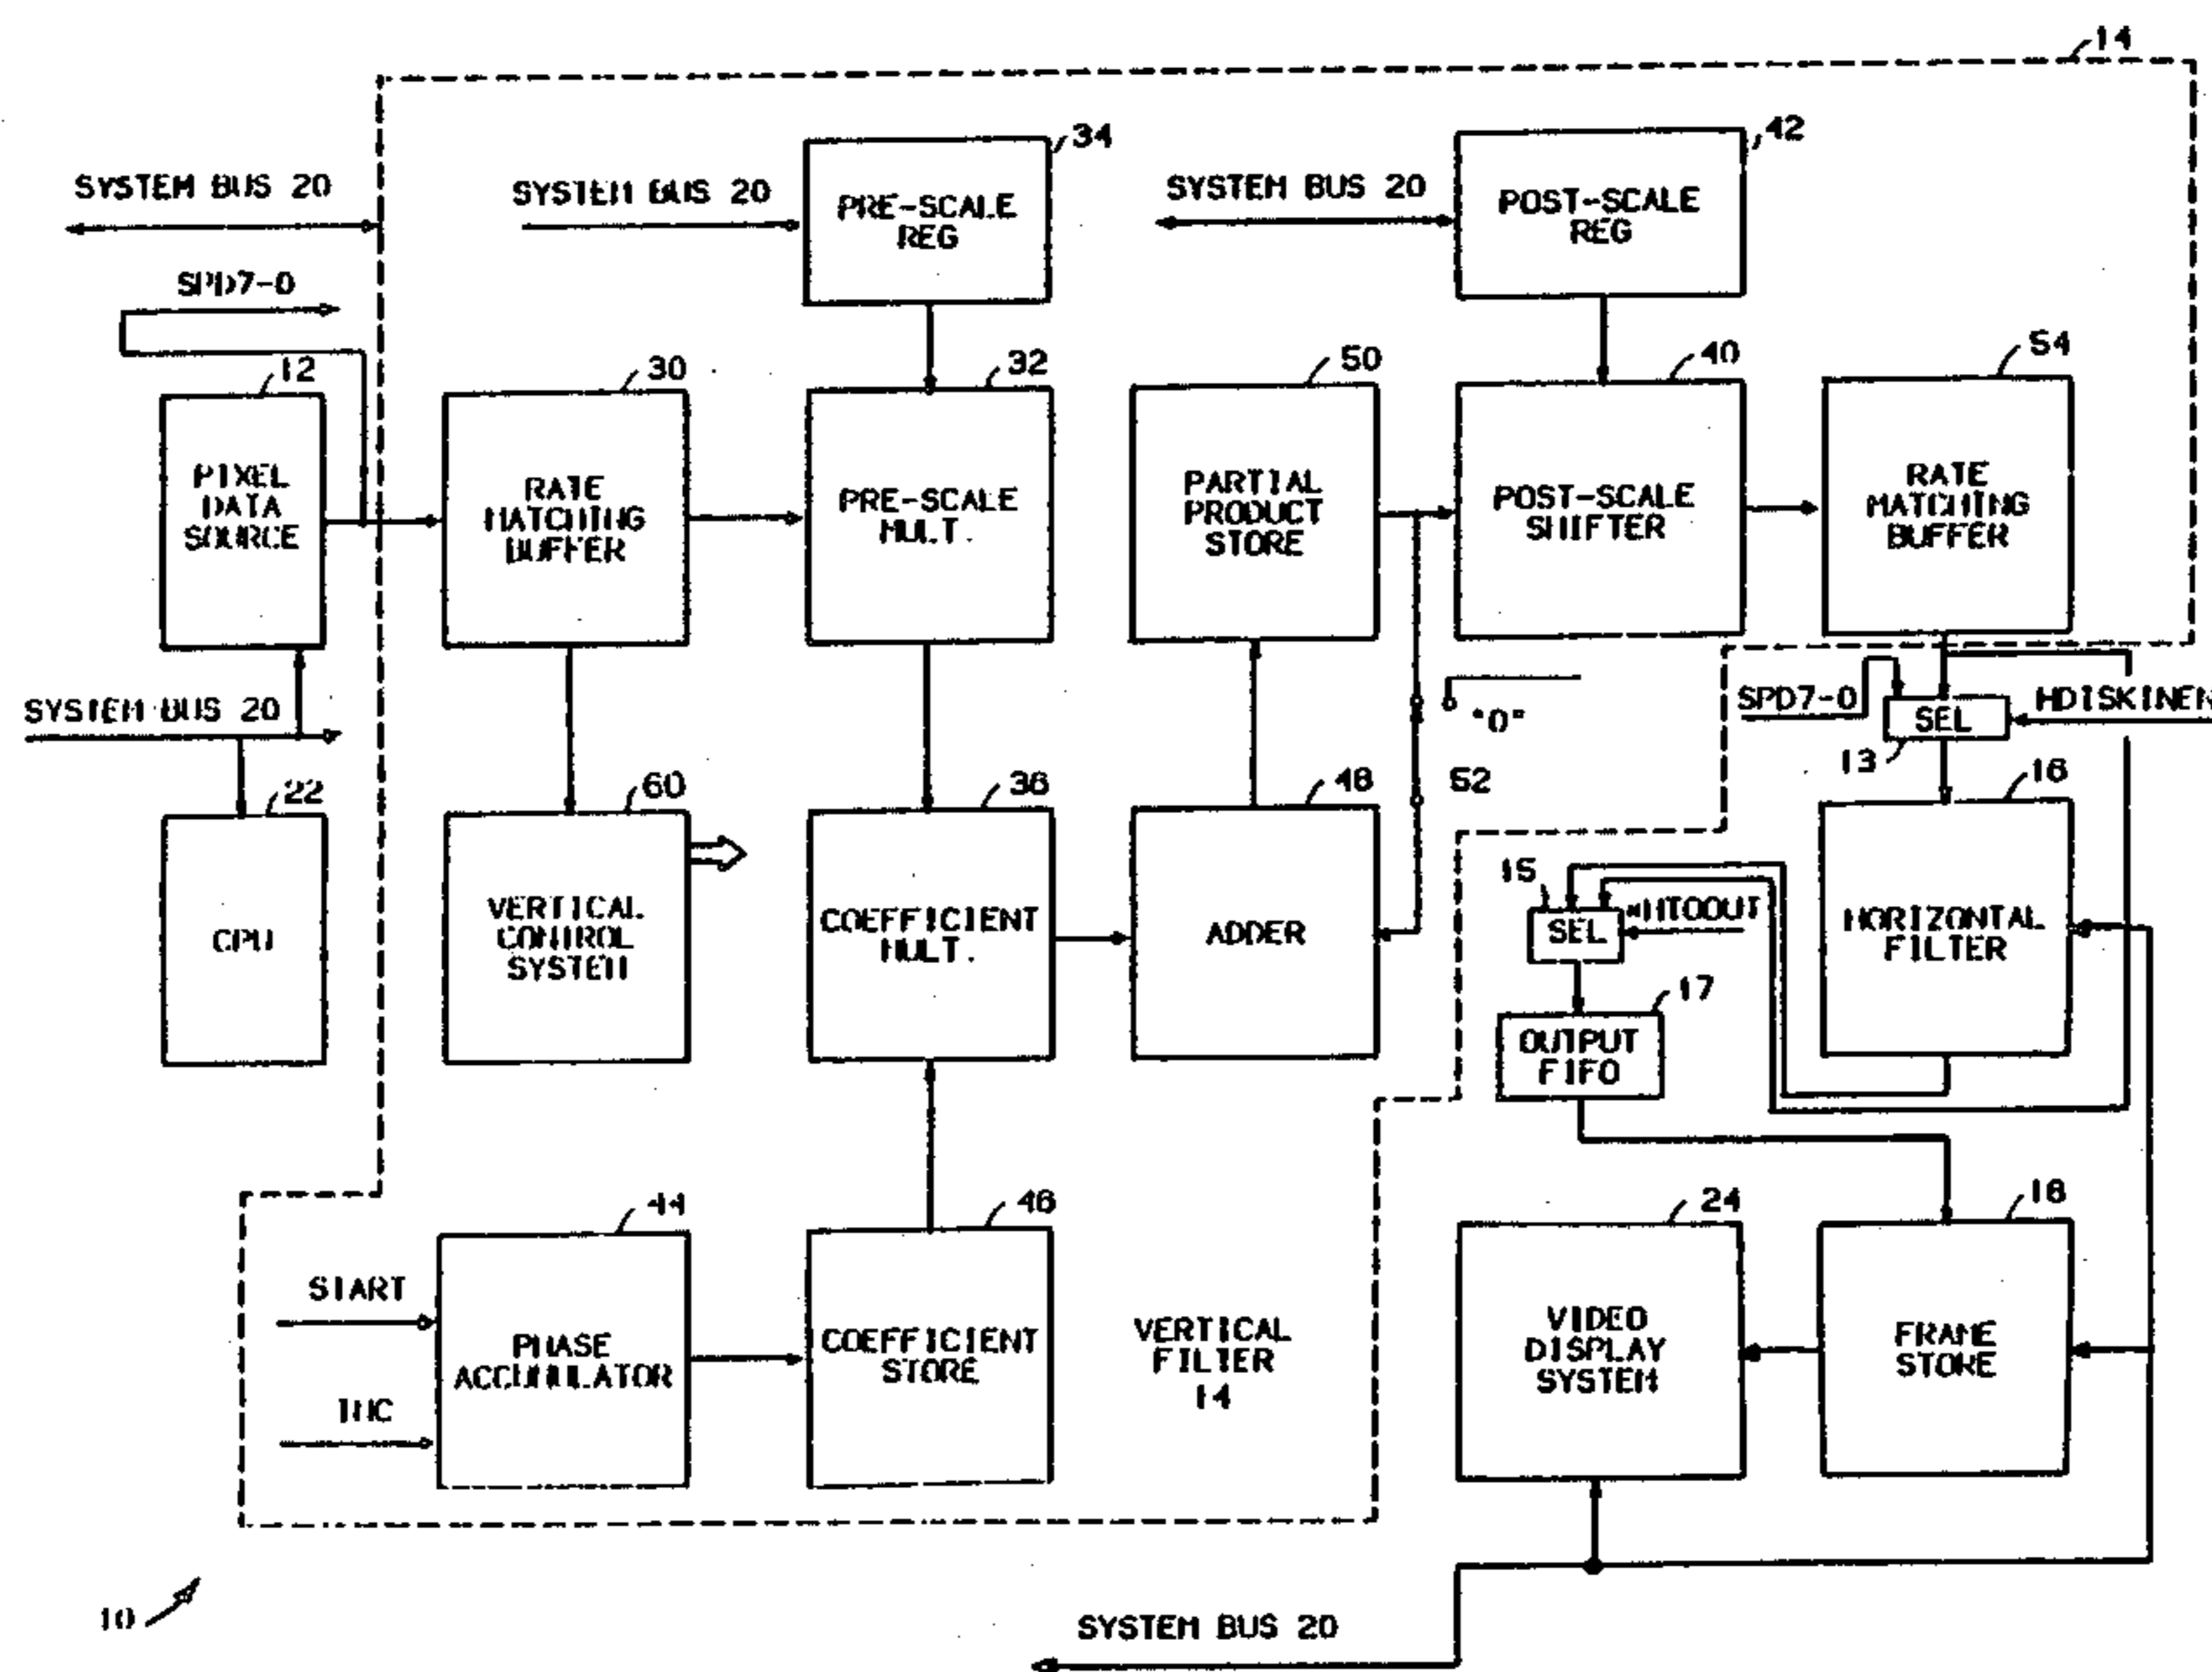 14
SYSTEM BUS 20
SYSTEM BUS 20
34
PRE-SCALE
REG
SYSTEM BUS 20
42
POST-SCALE
REG
SPD7-0
12
PIXEL
DATA
SOURCE
30
RATE
MATCHING
BUFFER
32
PRE-SCALE
MULT.
50
PARTIAL
PRODUCT
STORE
40
POST-SCALE
SHIFTER
54
RATE
MATCHING
BUFFER
SYSTEM BUS 20
"0"
52
SPD7-0
SEL
HDISKINEN
13
22
CPU
60
VERTICAL
CONTROL
SYSTEM
36
COEFFICIENT
MULT.
48
ADDER
15
SEL
16
HORIZONTAL
FILTER
17
OUTPUT
FIFO
START
INC
44
PHASE
ACCUMULATOR
46
COEFFICIENT
STORE
VERTICAL
FILTER
14
24
VIDEO
DISPLAY
SYSTEM
18
FRAME
STORE
10
SYSTEM BUS 20